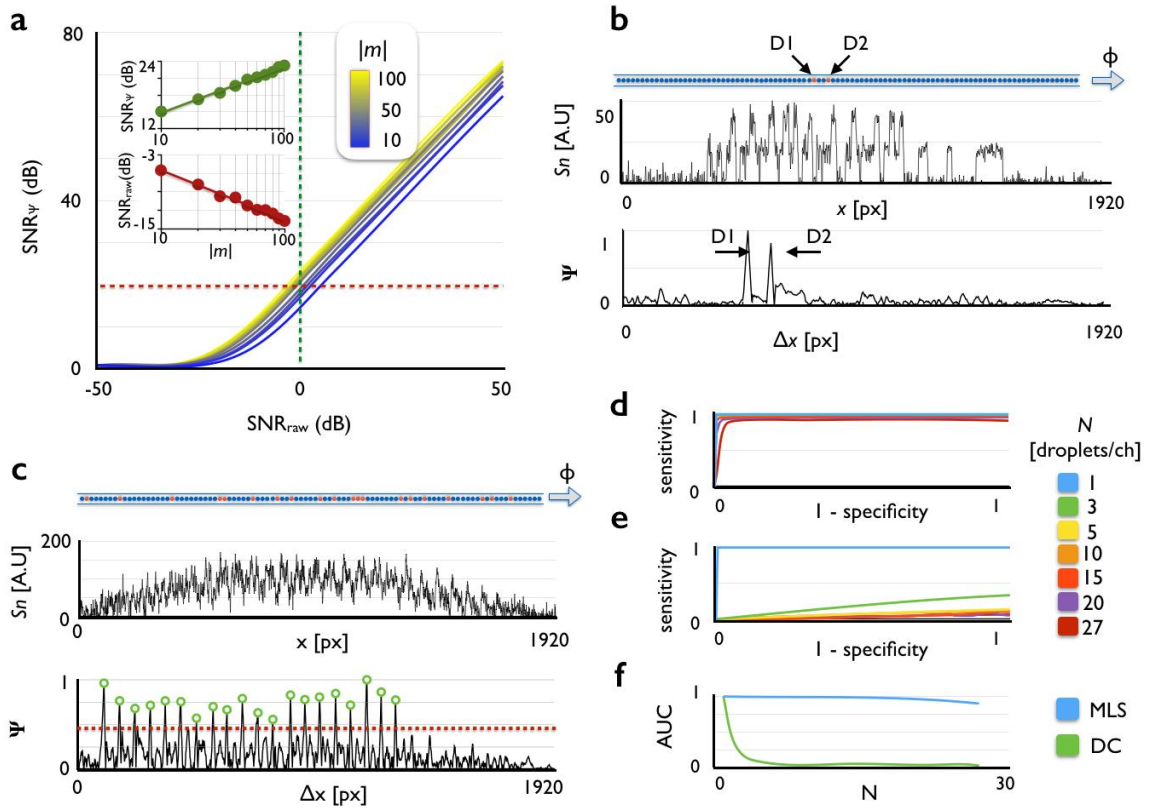 a
80
40
0
SNRΨ (dB)
-50
0
50
SNRraw (dB)
|m|
100
50
10
24
12
SNRΨ (dB)
10
100
-3
-15
SNRraw(dB)
10
100
|m|
b
D1
D2
ϕ
50
0
Sn [A.U]
0
x [px]
1920
1
0
Ψ
D1
D2
0
Δx [px]
1920
c
ϕ
200
0
Sn [A.U]
0
x [px]
1920
1
0
Ψ
0
Δx [px]
1920
d
sensitivity
1
0
0
1 - specificity
1
e
sensitivity
1
0
0
1 - specificity
1
N
[droplets/ch]
1
3
5
10
15
20
27
f
AUC
1
0
0
N
30
MLS
DC